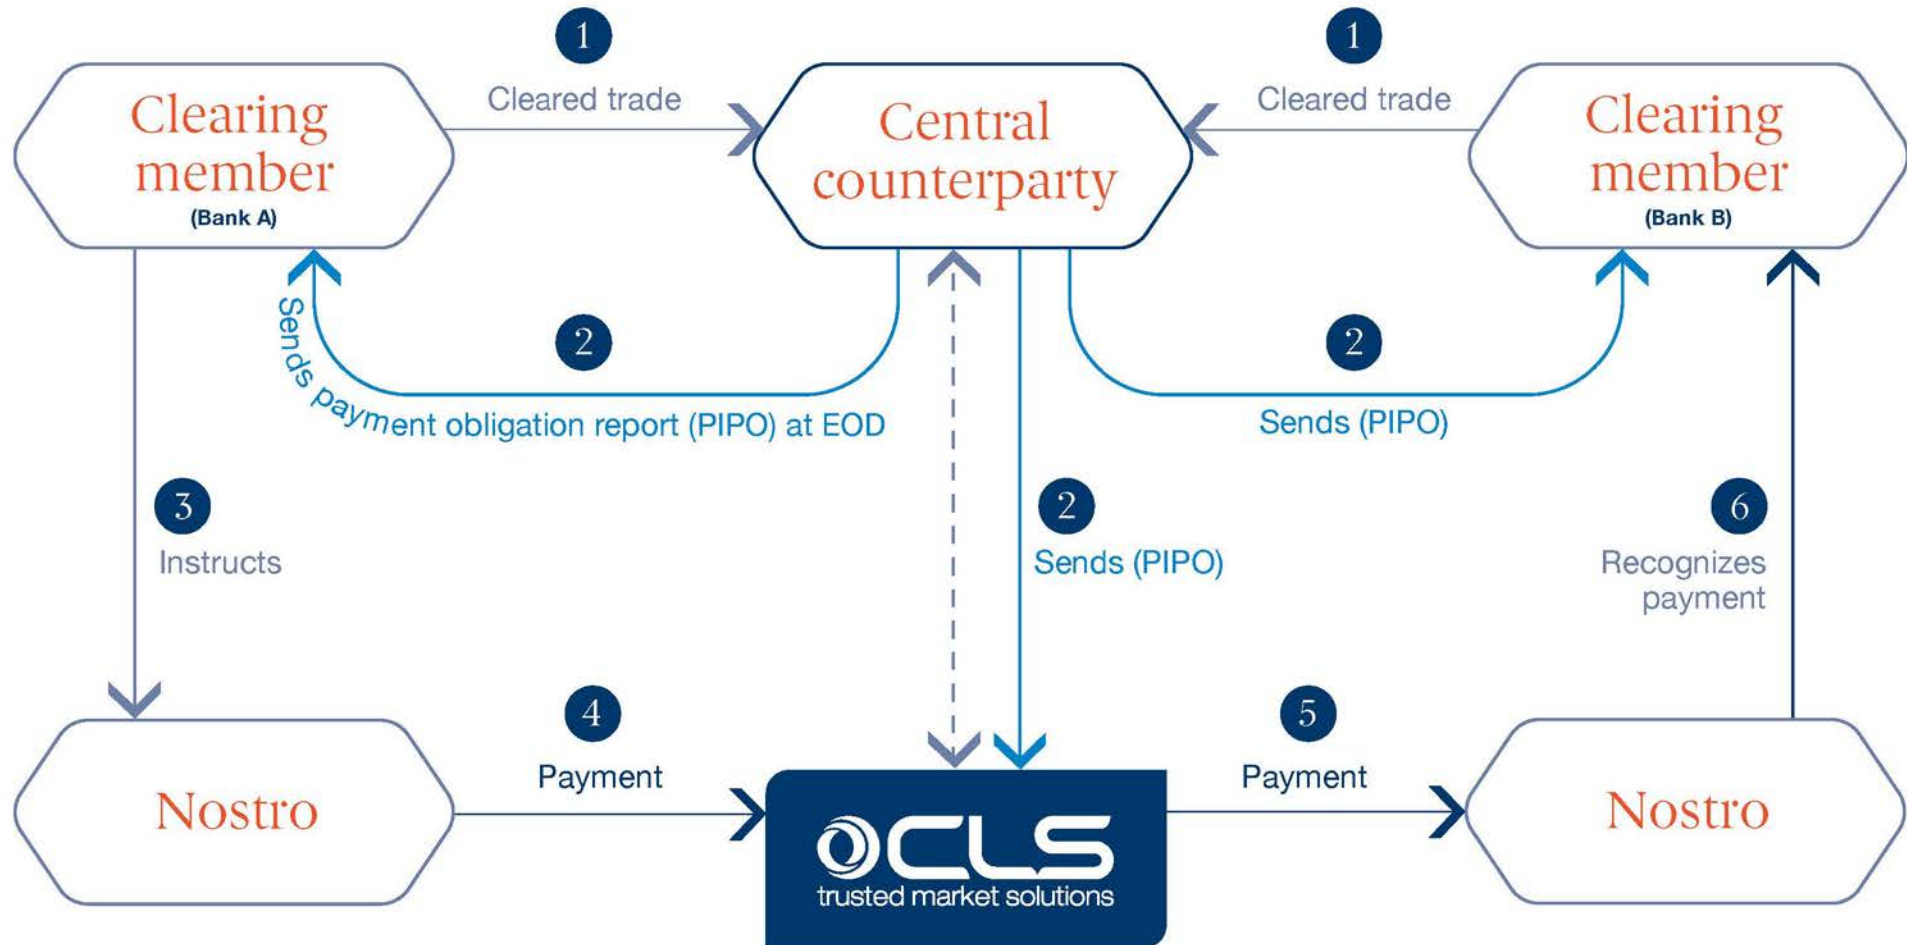 1
1
Cleared trade
Cleared trade
Clearing
member
(Bank A)
Central
counterparty
Clearing
member
(Bank B)
2
2
Sends payment obligation report (PIPO) at EOD
Sends (PIPO)
3
Instructs
2
Sends (PIPO)
6
Recognizes
payment
4
Payment
5
Payment
Nostro
CLS
trusted market solutions
Nostro